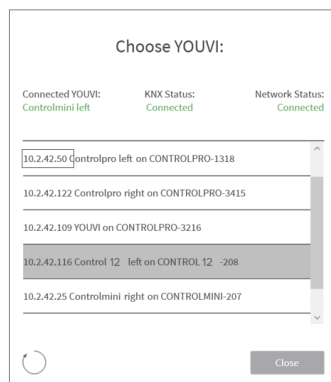 Choose YOUVI:
Connected YOUVI: KNX Status: Network Status:
Controlmini left Connected Connected
10.2.42.50 Controlpro left on CONTROLPRO-1318
10.2.42.122 Controlpro right on CONTROLPRO-3415
10.2.42.109 YOUVI on CONTROLPRO-3216
10.2.42.116 Control 12 left on CONTROL 12 -208
10.2.42.25 Controlmini right on CONTROLMINI-207
Close